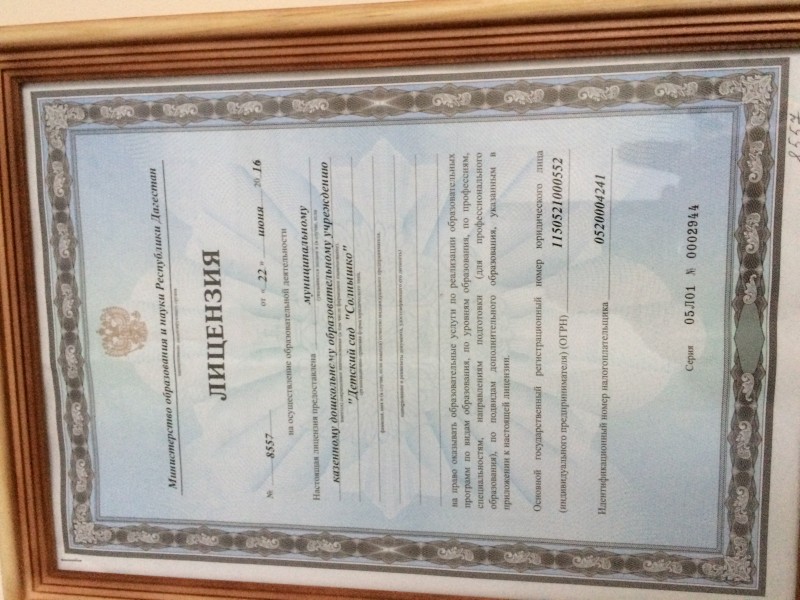 Министерство образования и науки Республики Дагестан
ЛИЦЕНЗИЯ
№ 8557 от « 22 » июня 20 16
на осуществление образовательной деятельности
Настоящая лицензия предоставлена муниципальному
казенному дошкольнему образовательному учреждению
"Детский сад "Солнышко"
на право оказывать образовательные услуги по реализации образовательных
программ по видам образования, по уровням образования, по профессиям,
специальностям, направлениям подготовки (для профессионального
образования), по подвидам дополнительного образования, указанным в
приложении к настоящей лицензии.
Основной государственный регистрационный номер юридического лица
(индивидуального предпринимателя) (ОГРН) 1150521000552
Идентификационный номер налогоплательщика 0520004241
Серия 05Л01 № 0002944
8557